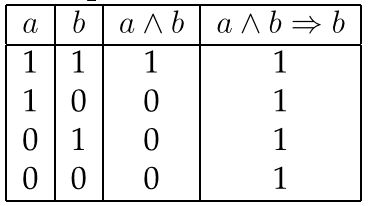 a b a ∧ b a ∧ b ⇒ b
1 1 1 1
1 0 0 1
0 1 0 1
0 0 0 1